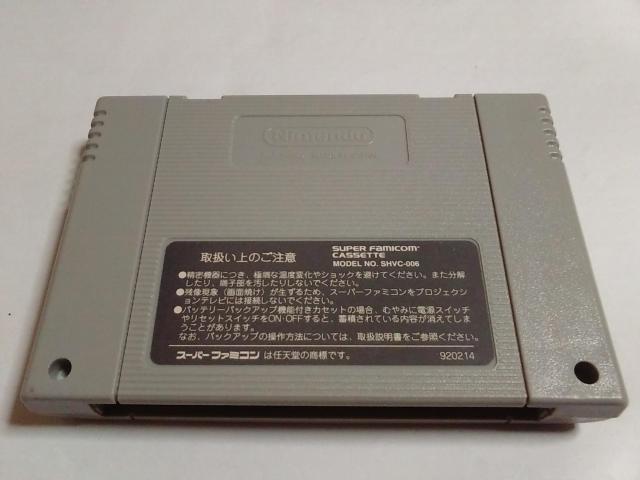 Nintendo
取扱い上のご注意
SUPER FAMICOM
CASSETTE
MODEL NO. SHVC-006
●精密機器につき、極端な温度変化やショックを避けてください。また分解
したり、端子部を汚したりしないでください。
●残像現象（画面焼け）が生ずるため、スーパーファミコンをプロジェクシ
ョンテレビには接続しないでください。
●バッテリーバックアップ機能付きカセットの場合、むやみに電源スイッチ
やリセットスイッチをON·OFFすると、蓄積されている内容が消えてしま
うことがあります。
なお、バックアップの操作方法については、取扱説明書をご参照ください。
スーパーファミコンは任天堂の商標です。
920214